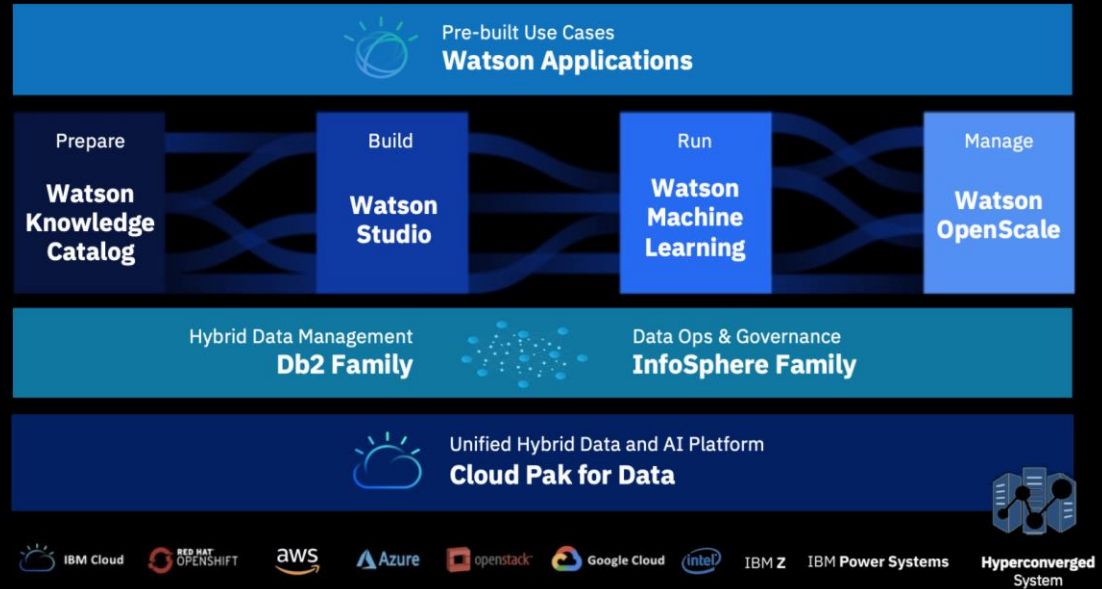 Pre-built Use Cases
Watson Applications
Prepare
Watson
Knowledge
Catalog
Build
Watson
Studio
Run
Watson
Machine
Learning
Manage
Watson
OpenScale
Hybrid Data Management
Db2 Family
Data Ops & Governance
InfoSphere Family
Unified Hybrid Data and AI Platform
Cloud Pak for Data
IBM Cloud
RED HAT
OPENSHIFT
aws
Azure
openstack
Google Cloud
intel
IBM Z
IBM Power Systems
Hyperconverged
System